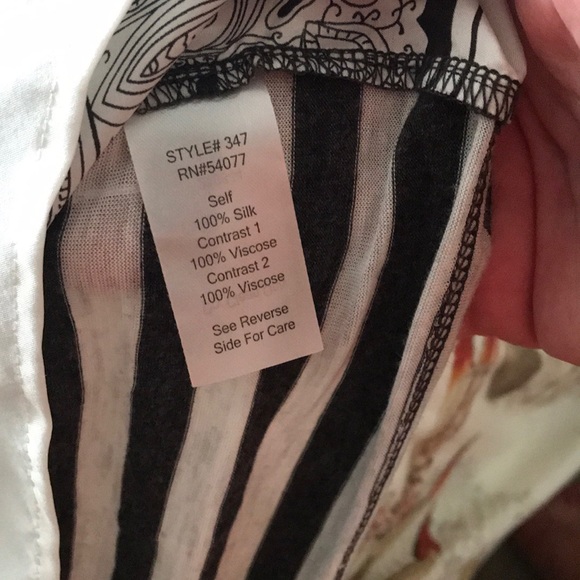 STYLE# 347
RN#54077
Self
100% Silk
Contrast 1
100% Viscose
Contrast 2
100% Viscose
See Reverse
Side For Care